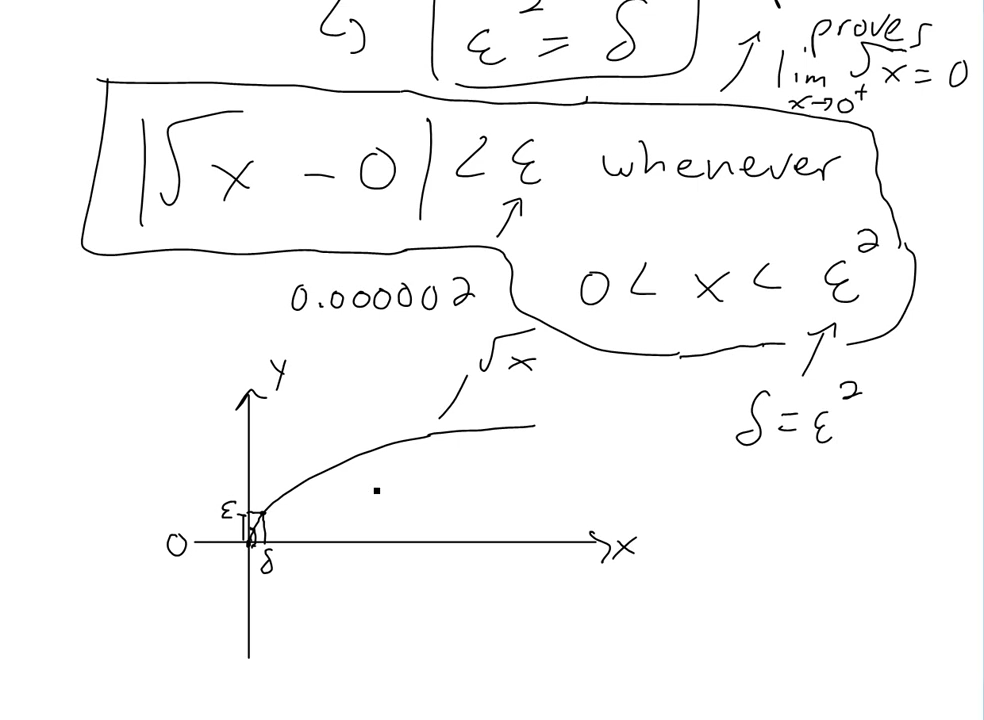 ε² = δ
proves
lim √x = 0
x→0⁺
|√x - 0| < ε whenever
0 < x < ε²
0.000002
δ = ε²
√x
y
ε
0
δ
x